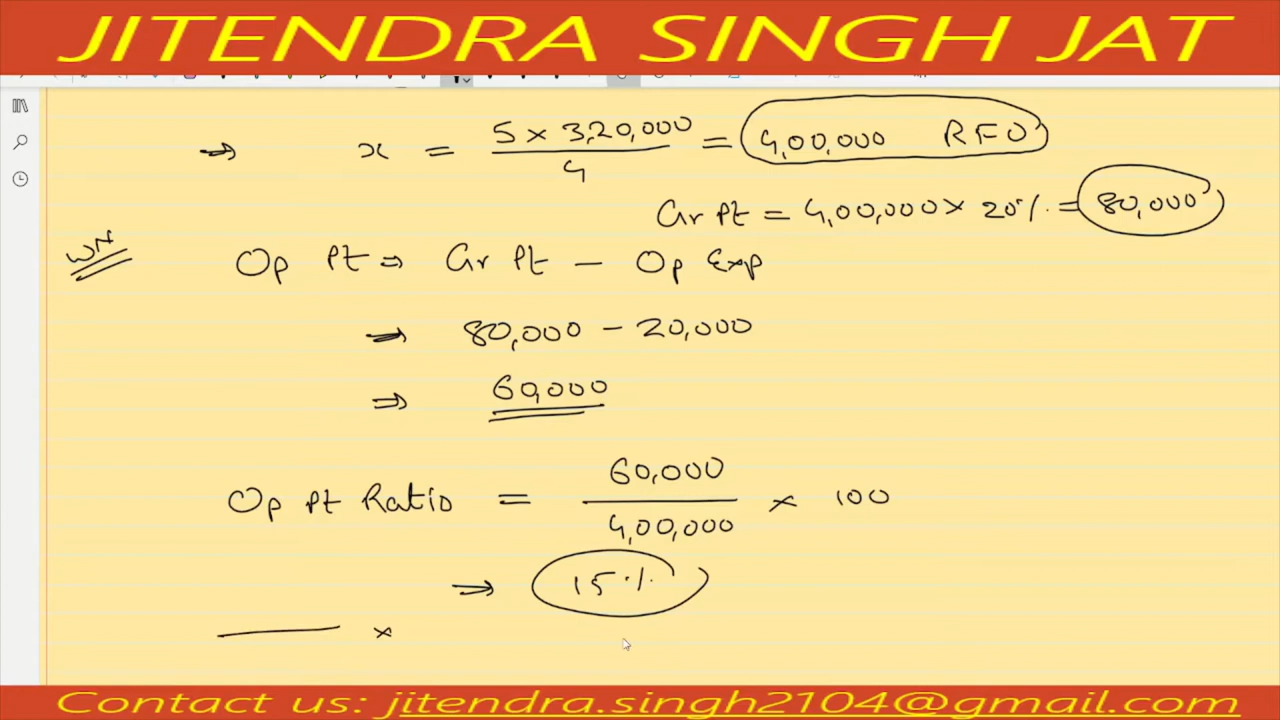 JITENDRA SINGH JAT
⇒ x = 5 × 3,20,000 / 4 = 4,00,000 RFO
Gr Pt = 4,00,000 × 20% = 80,000
WN
Op Pt ⇒ Gr Pt – Op Exp
⇒ 80,000 – 20,000
⇒ 60,000
Op Pt Ratio = 60,000 / 4,00,000 × 100
⇒ 15%
——— ×
Contact us: jitendra.singh2104@gmail.com